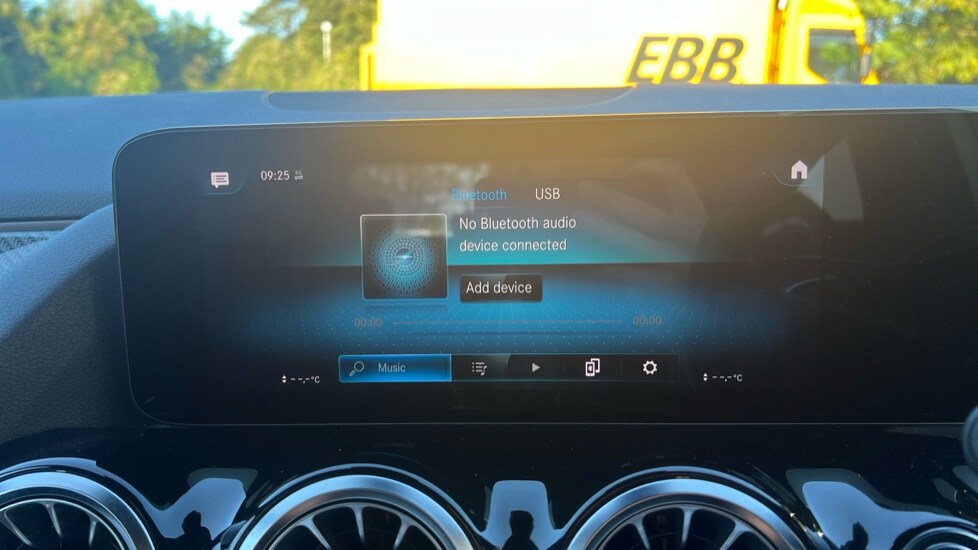 EBB
09:25
Bluetooth USB
No Bluetooth audio
device connected
Add device
00:00 00:00
Music
--,-°C --,-°C